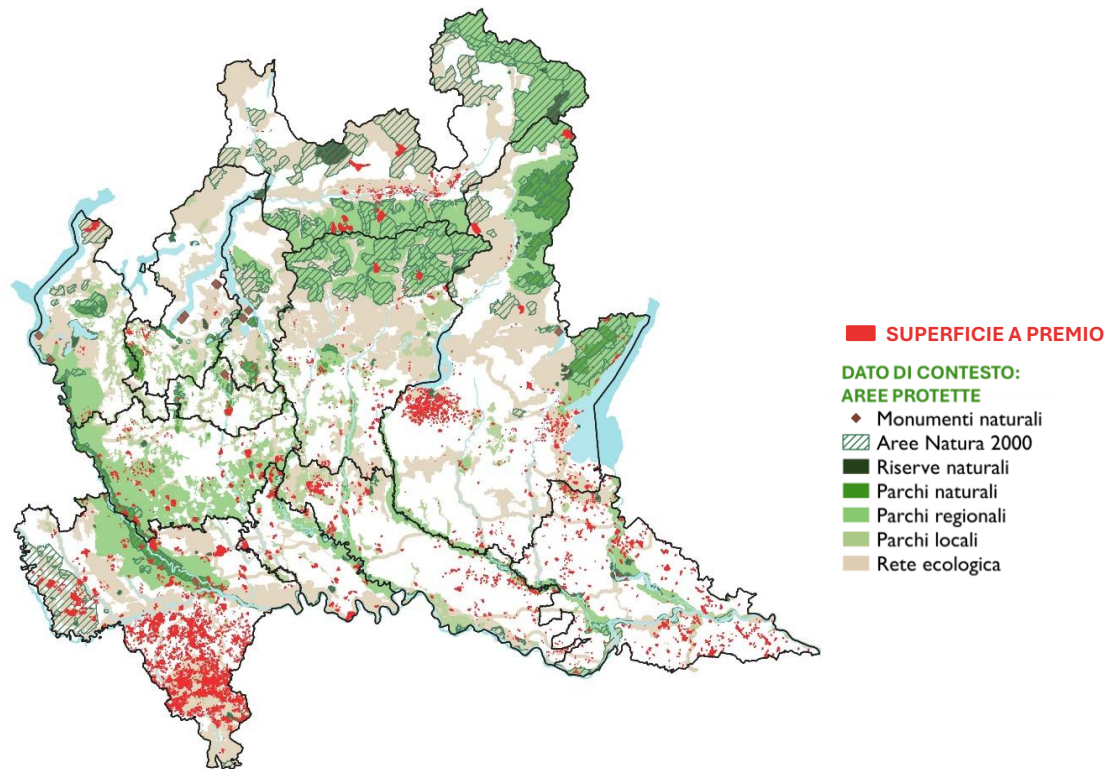 SUPERFICIE A PREMIO
DATO DI CONTESTO:
AREE PROTETTE
Monumenti naturali
Aree Natura 2000
Riserve naturali
Parchi naturali
Parchi regionali
Parchi locali
Rete ecologica